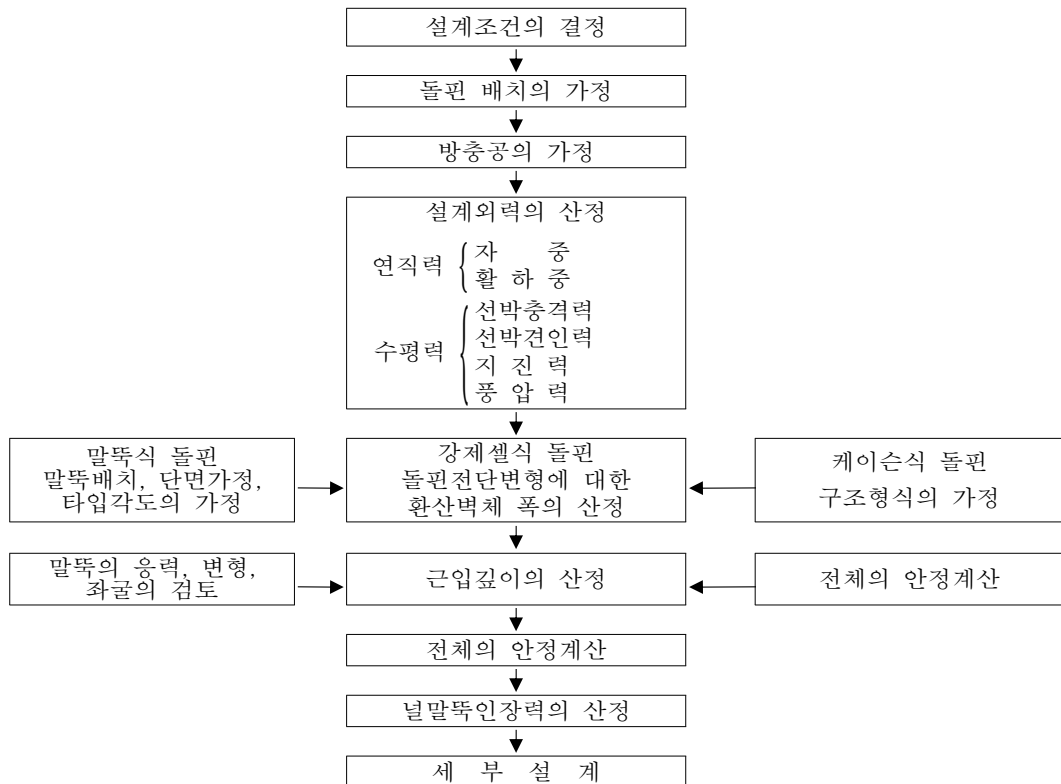 설계조건의 결정
돌핀 배치의 가정
방충공의 가정
설계외력의 산정
연직력
자 중
활 하 중
수평력
선박충격력
선박견인력
지 진 력
풍 압 력
말뚝식 돌핀
말뚝배치, 단면가정,
타입각도의 가정
강제셀식 돌핀
돌핀전단변형에 대한
환산벽체 폭의 산정
케이슨식 돌핀
구조형식의 가정
말뚝의 응력, 변형,
좌굴의 검토
근입깊이의 산정
전체의 안정계산
전체의 안정계산
널말뚝인장력의 산정
세 부 설 계